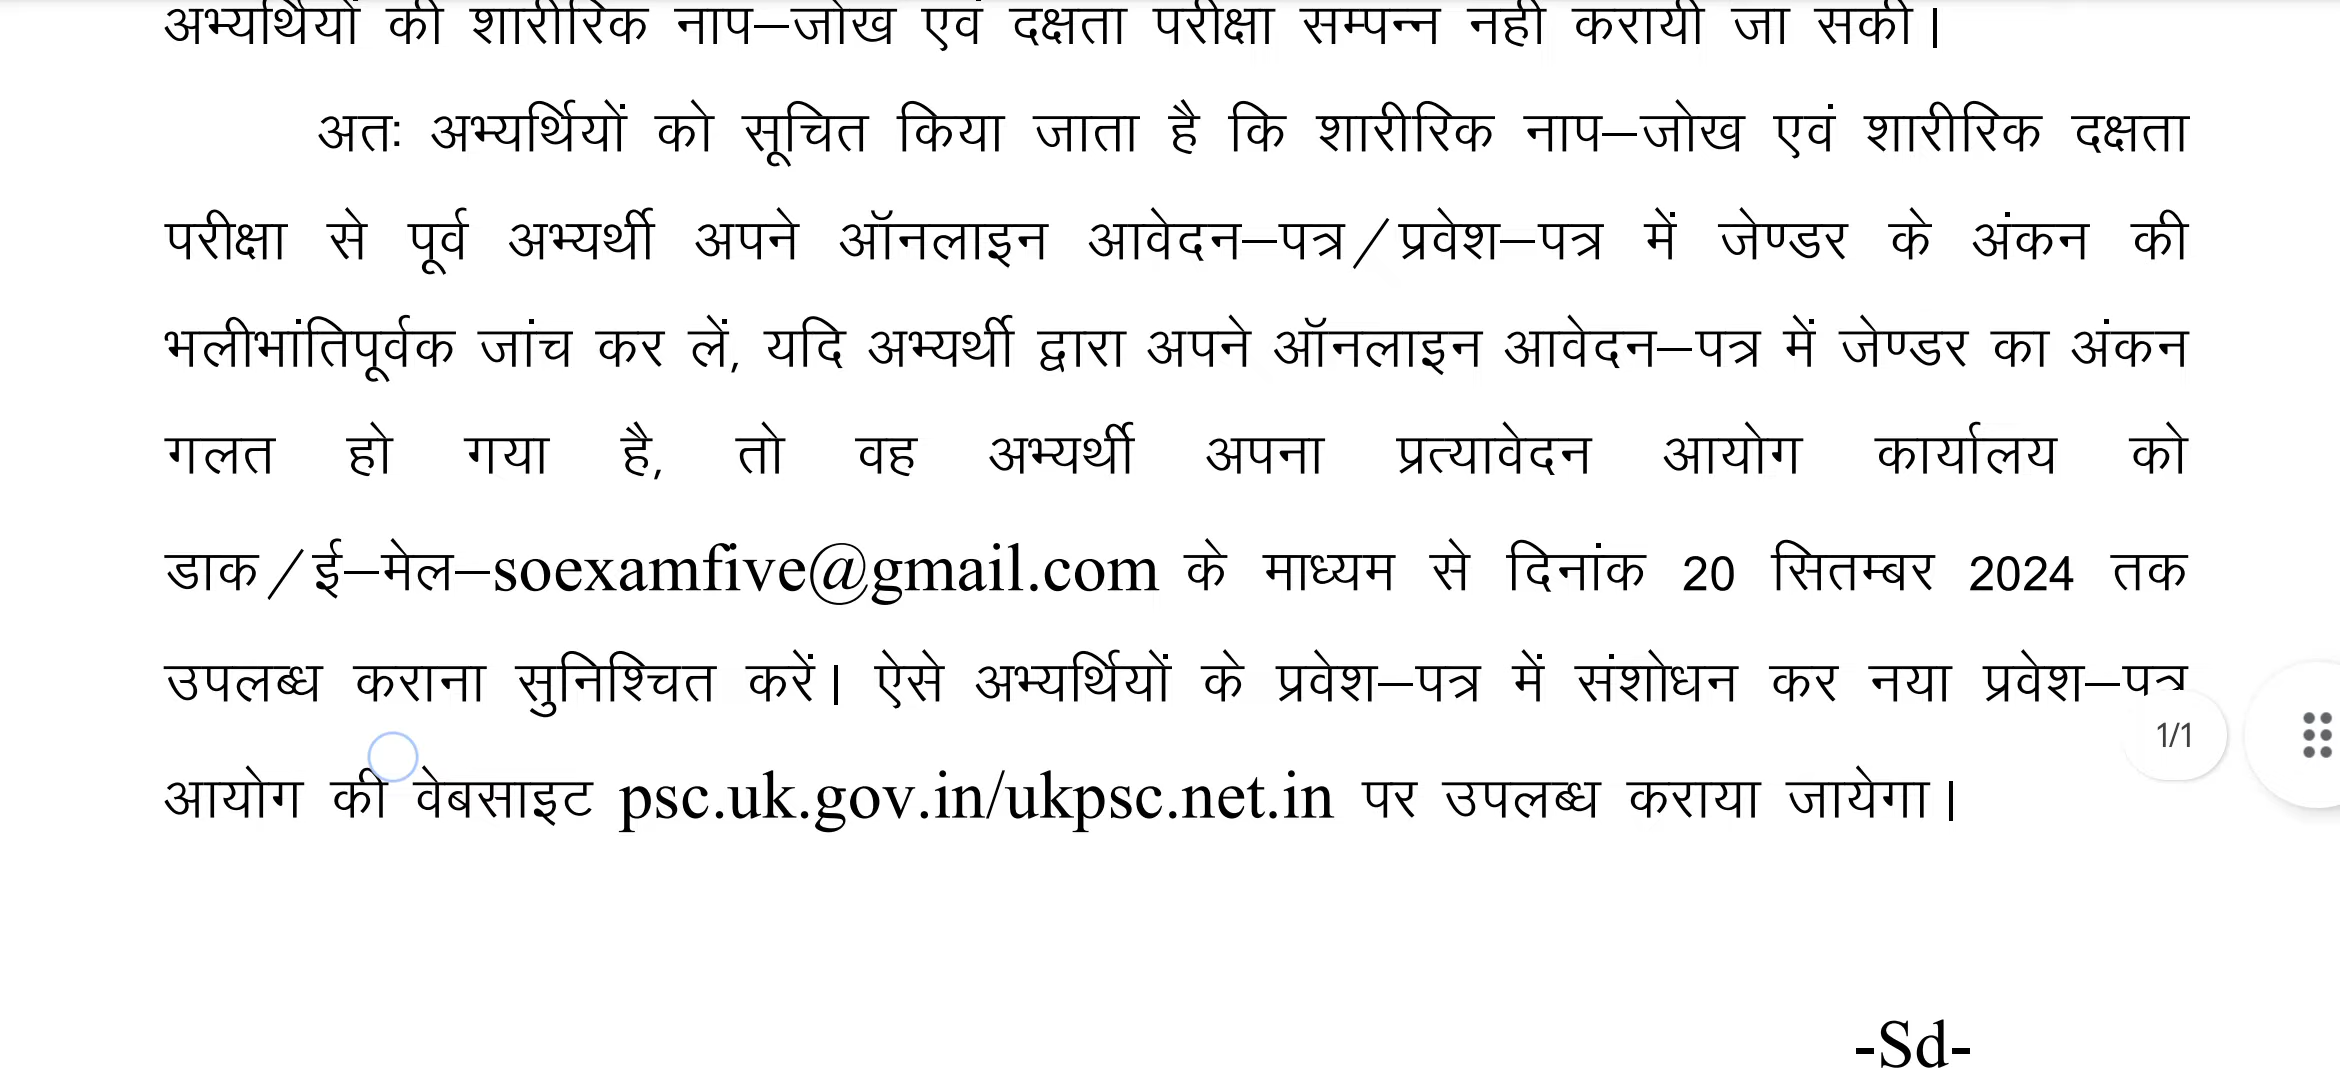 अभ्यर्थियों की शारीरिक नाप–जोख एवं दक्षता परीक्षा सम्पन्न नहीं करायी जा सकी।
अतः अभ्यर्थियों को सूचित किया जाता है कि शारीरिक नाप–जोख एवं शारीरिक दक्षता
परीक्षा से पूर्व अभ्यर्थी अपने ऑनलाइन आवेदन–पत्र/प्रवेश–पत्र में जेण्डर के अंकन की
भलीभांतिपूर्वक जांच कर लें, यदि अभ्यर्थी द्वारा अपने ऑनलाइन आवेदन–पत्र में जेण्डर का अंकन
गलत हो गया है, तो वह अभ्यर्थी अपना प्रत्यावेदन आयोग कार्यालय को
डाक/ई–मेल–soexamfive@gmail.com के माध्यम से दिनांक 20 सितम्बर 2024 तक
उपलब्ध कराना सुनिश्चित करें। ऐसे अभ्यर्थियों के प्रवेश–पत्र में संशोधन कर नया प्रवेश–पत्र
1/1
आयोग की वेबसाइट psc.uk.gov.in/ukpsc.net.in पर उपलब्ध कराया जायेगा।
-Sd-